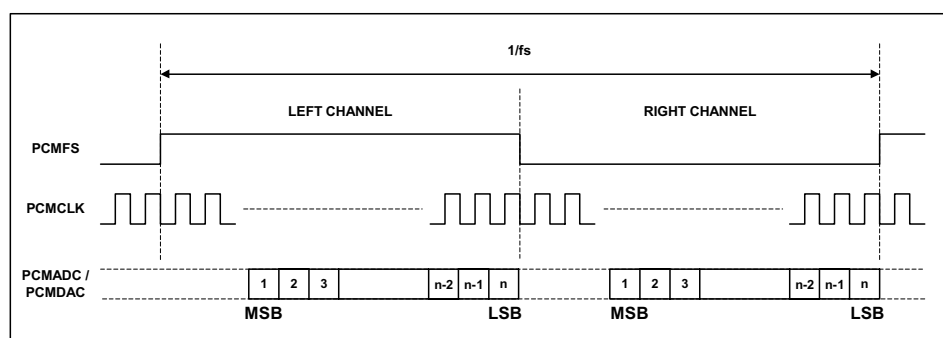 1/fs
LEFT CHANNEL RIGHT CHANNEL
PCMFS
PCMCLK
PCMADC /
PCMDAC
1 2 3 n-2 n-1 n 1 2 3 n-2 n-1 n
MSB LSB MSB LSB